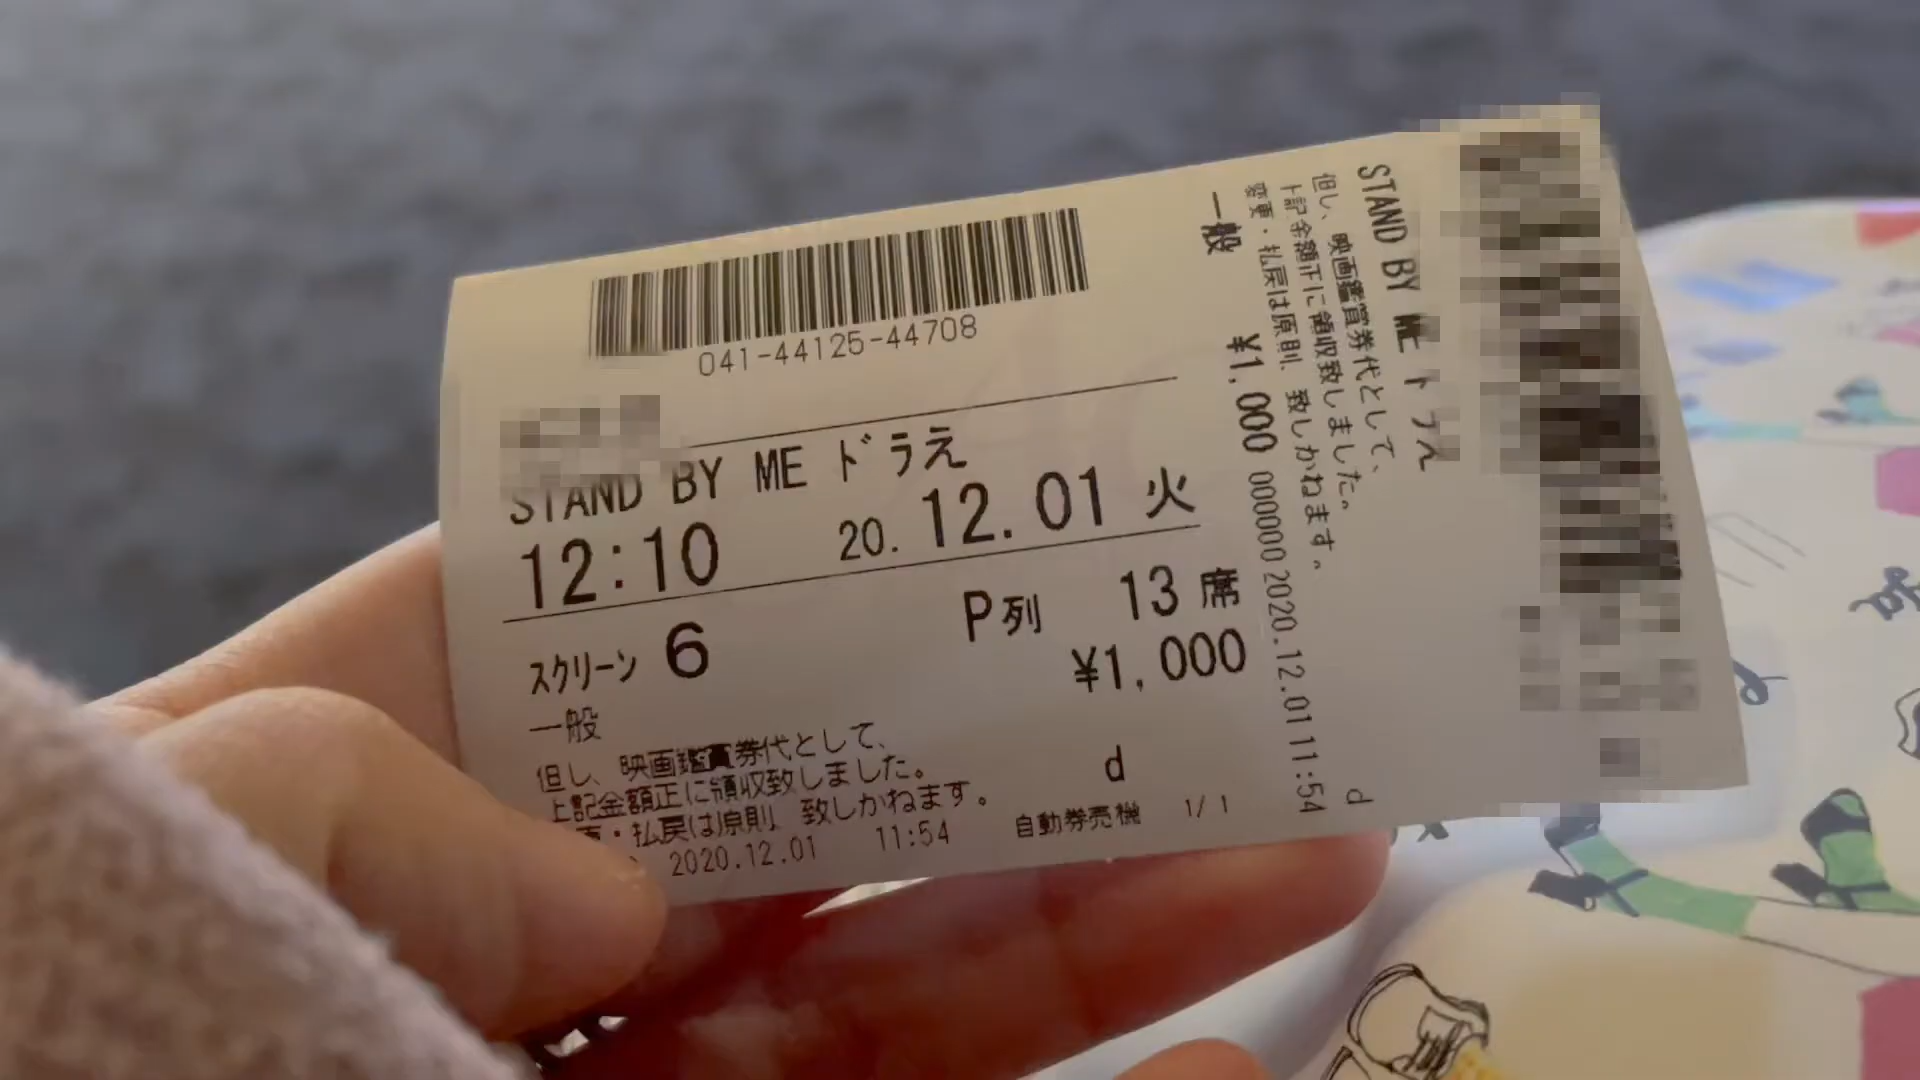 041-44125-44708
STAND BY ME ドラえ
12:10 20.12.01 火
スクリーン 6 P列 13席
¥1,000
一般
但し、映画鑑賞券代として、
上記金額正に領収致しました。
更・払戻は原則 致しかねます。
d
2020.12.01 11:54 自動券売機 1/1
STAND BY ME ドラえ
但し、映画鑑賞券代として、
上記金額正に領収致しました。
変更・払戻は原則 致しかねます。
一般 ¥1,000 0000000 2020.12.01 11:54
d